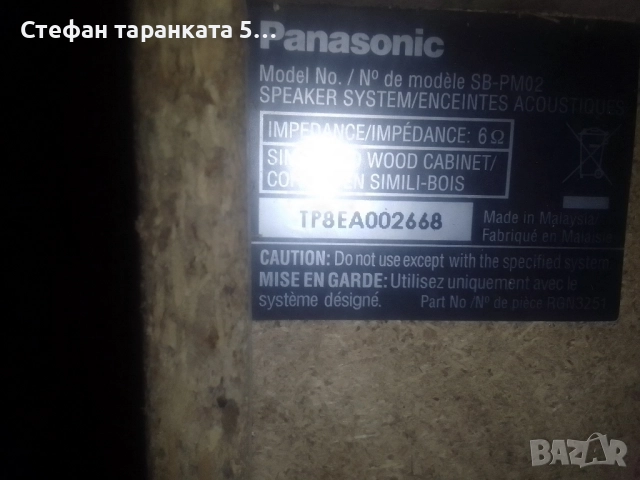 Стефан таранката 5...
Panasonic
Model No. / Nº de modèle SB-PM02
SPEAKER SYSTEM/ENCEINTES ACOUSTIQUES
IMPEDANCE/IMPÉDANCE: 6Ω
WOOD CABINET/
SIMILI-BOIS
TP8EA002668
Made in Malaysia
Fabriqué en Malaisie
CAUTION: Do not use except with the specified system.
MISE EN GARDE: Utilisez uniquement avec le
système désigné.
Part No /Nº de pièce RGN3251
BAZAR